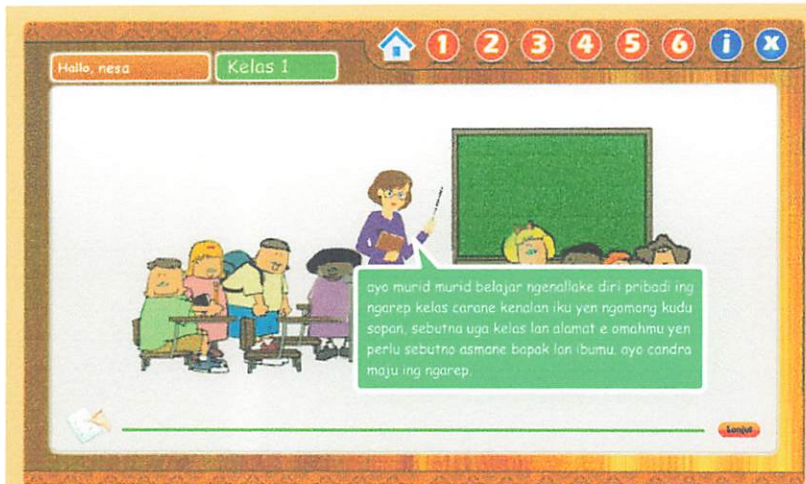 1 2 3 4 5 6 i x
Hallo, nesa
Kelas 1
ayo murid murid belajar ngenallake diri pribadi ing
ngarep kelas carane kenalan iku yen ngomong kudu
sopan, sebutna uga kelas lan alamat e omahmu yen
perlu sebutno asmane bapak lan ibumu. ayo candra
maju ing ngarep.
Lanjut